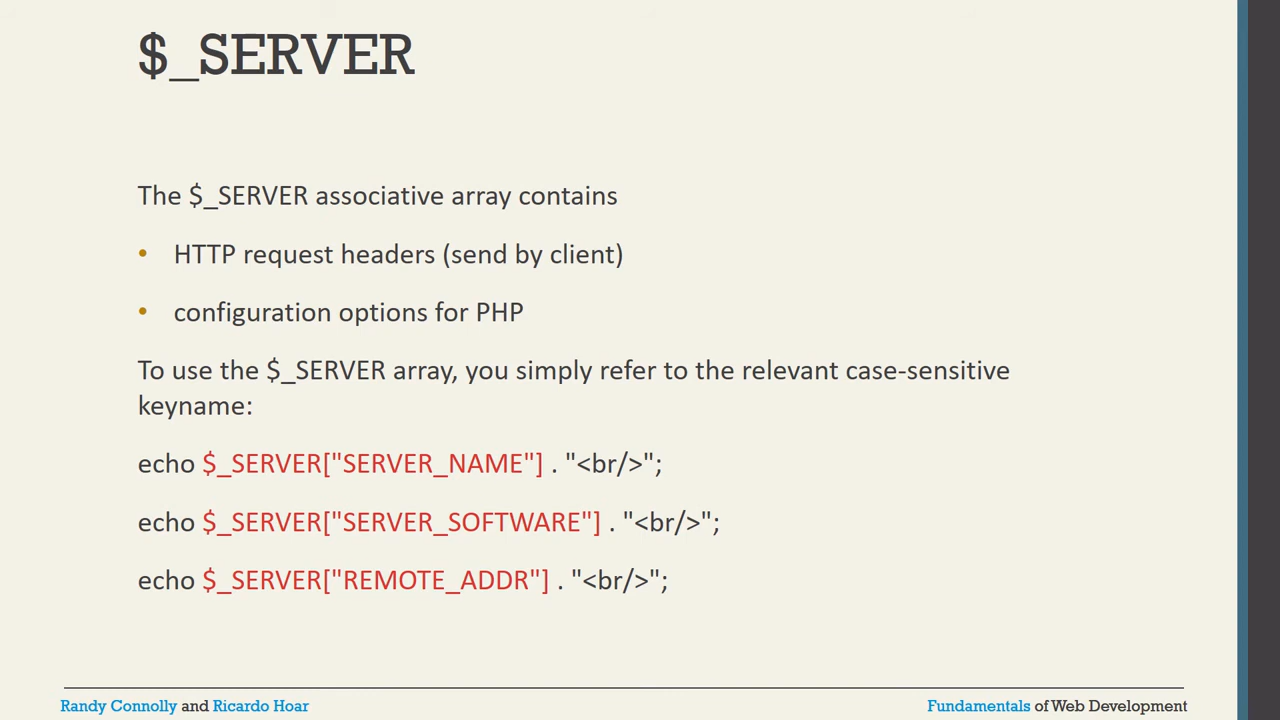 $_SERVER
The $_SERVER associative array contains
• HTTP request headers (send by client)
• configuration options for PHP
To use the $_SERVER array, you simply refer to the relevant case-sensitive
keyname:
echo $_SERVER["SERVER_NAME"] . "<br/>";
echo $_SERVER["SERVER_SOFTWARE"] . "<br/>";
echo $_SERVER["REMOTE_ADDR"] . "<br/>";
Randy Connolly and Ricardo Hoar
Fundamentals of Web Development